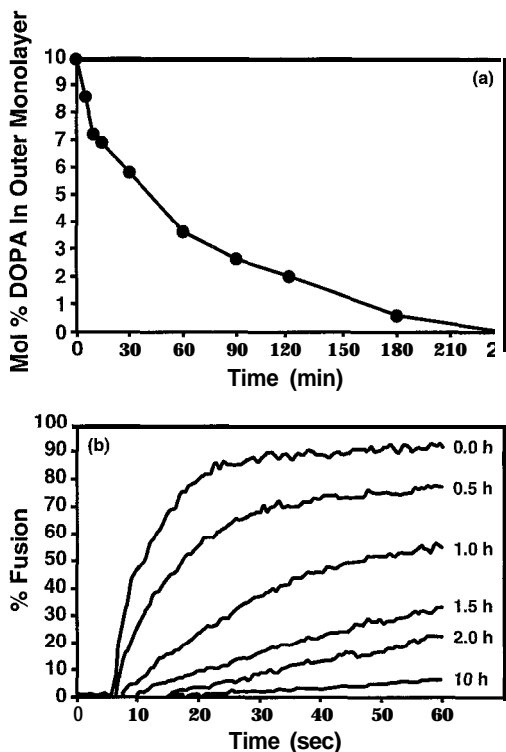 Mol % DOPA In Outer Monolayer
(a)
10
9
8
7
6
5
4
3
2
1
0
0 30 60 90 120 150 180 210 2
Time (min)
% Fusion
(b)
100
90
80
70
60
50
40
30
20
10
0
0.0 h
0.5 h
1.0 h
1.5 h
2.0 h
10 h
0 10 20 30 40 50 60
Time (sec)